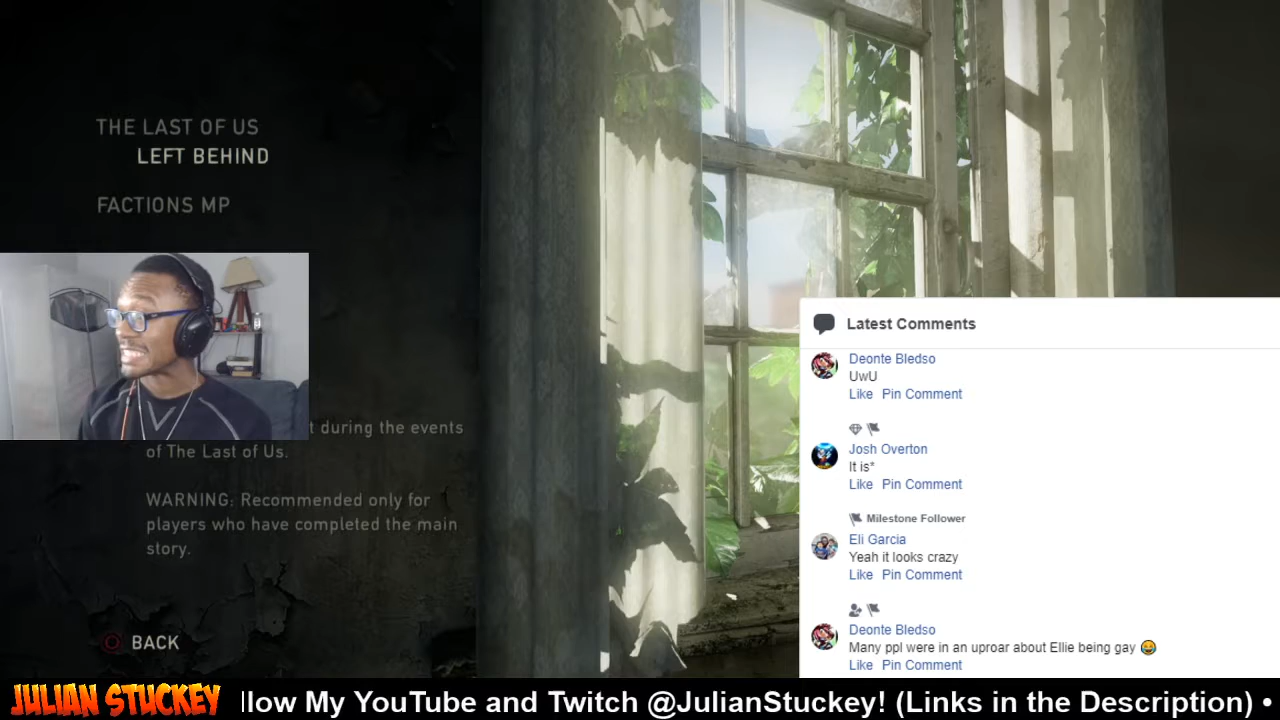 THE LAST OF US
LEFT BEHIND
FACTIONS MP
t during the events
of The Last of Us.
WARNING: Recommended only for
players who have completed the main
story.
BACK
Latest Comments
Deonte Bledso
UwU
Like Pin Comment
Josh Overton
It is*
Like Pin Comment
Milestone Follower
Eli Garcia
Yeah it looks crazy
Like Pin Comment
Deonte Bledso
Many ppl were in an uproar about Ellie being gay 😂
Like Pin Comment
JULIAN STUCKEY
llow My YouTube and Twitch @JulianStuckey! (Links in the Description) •